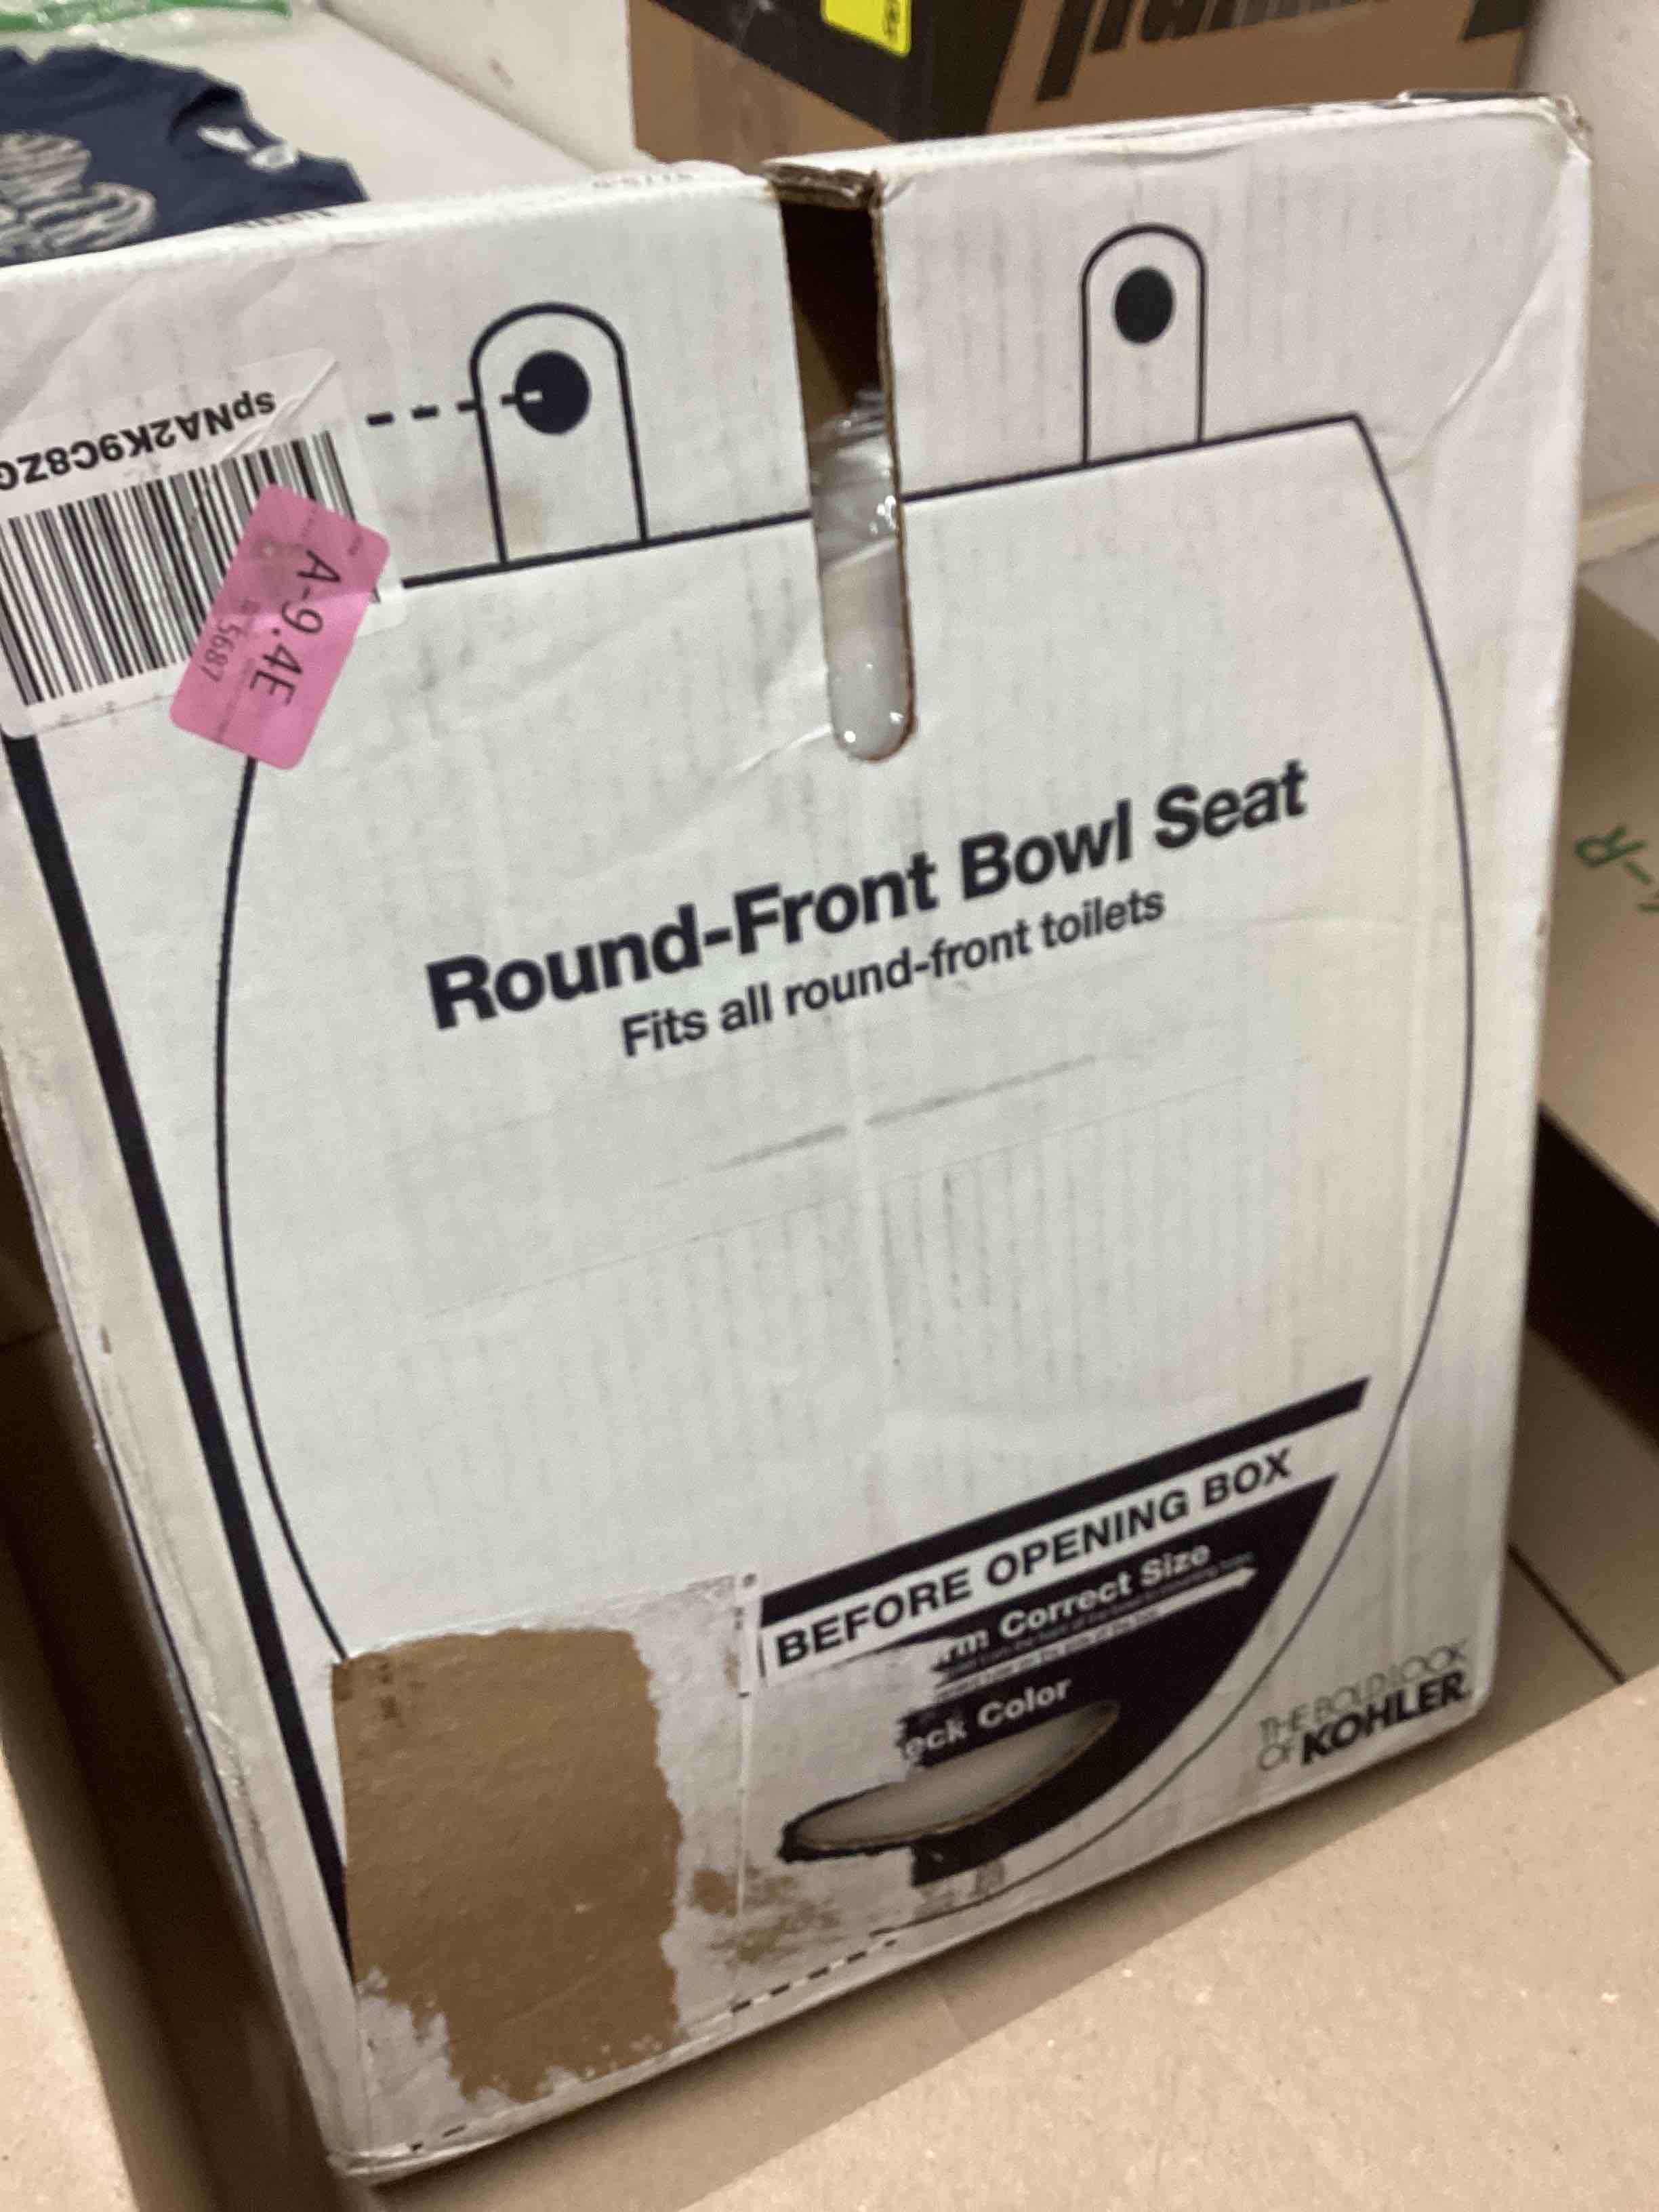 spNA2K9C8ZG
A-9.4E
5687
Round-Front Bowl Seat
Fits all round-front toilets
BEFORE OPENING BOX
rm Correct Size
eck Color
THE BOLD LOOK
OF KOHLER
R-